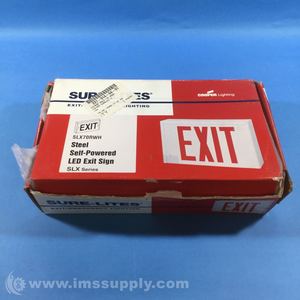 SURE-LITES
COOPER Lighting
EXIT
SLX70RWH
Steel
Self-Powered
LED Exit Sign
SLX Series
EXIT
SURE-LITES
EXIT
© www.imssupply.com